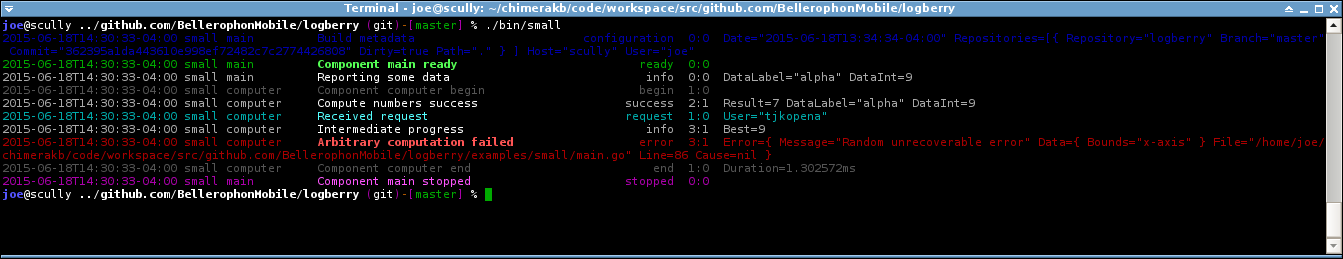 Terminal - joe@scully: ~/chimerakb/code/workspace/src/github.com/BellerophonMobile/logberry
joe@scully ../github.com/BellerophonMobile/logberry (git)-[master] % ./bin/small
2015-06-18T14:30:33-04:00 small main Build metadata configuration 0:0 Date="2015-06-18T13:34:34-04:00" Repositories=[{ Repository="logberry" Branch="master"
Dirty=true Path="." } ] Host="scully" User="joe"
2015-06-18T14:30:33-04:00 small main Component main ready ready 0:0
2015-06-18T14:30:33-04:00 small main Reporting some data info 0:0 DataLabel="alpha" DataInt=9
2015-06-18T14:30:33-04:00 small computer Component computer begin begin 1:0
2015-06-18T14:30:33-04:00 small computer Compute numbers success success 2:1 Result=7 DataLabel="alpha" DataInt=9
2015-06-18T14:30:33-04:00 small computer Received request request 1:0 User="tjkopena"
2015-06-18T14:30:33-04:00 small computer Intermediate progress info 3:1 Best=9
2015-06-18T14:30:33-04:00 small computer Arbitrary computation failed error 3:1 Error={ Message="Random unrecoverable error" Data={ Bounds="x-axis" } File="/home/joe/
chimerakb/code/workspace/src/github.com/BellerophonMobile/logberry/examples/small/main.go" Line=86 Cause=nil }
2015-06-18T14:30:33-04:00 small computer Component computer end end 1:0 Duration=1.302572ms
2015-06-18T14:30:33-04:00 small main Component main stopped stopped 0:0
joe@scully ../github.com/BellerophonMobile/logberry (git)-[master] %